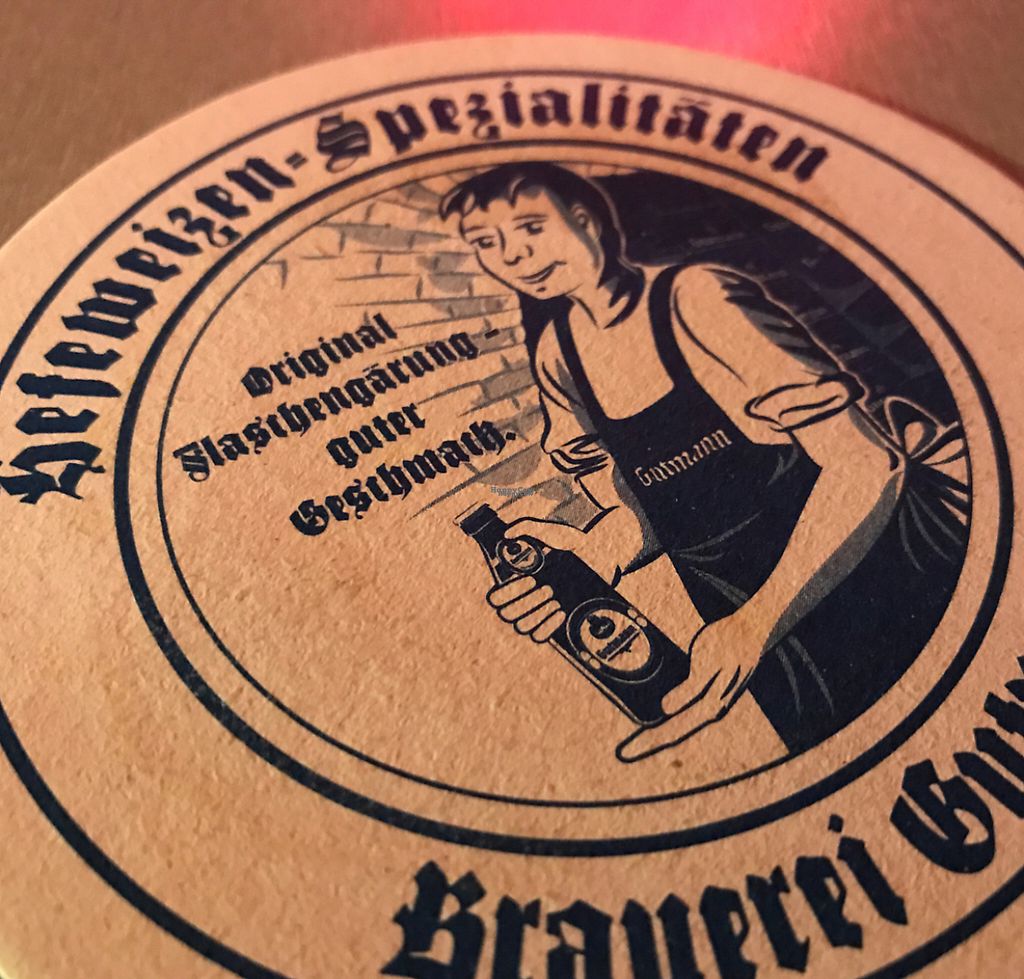 Hefeweizen-Spezialitäten
Original
Flaschengärung -
guter
Geschmack.
Gutmann
Brauerei